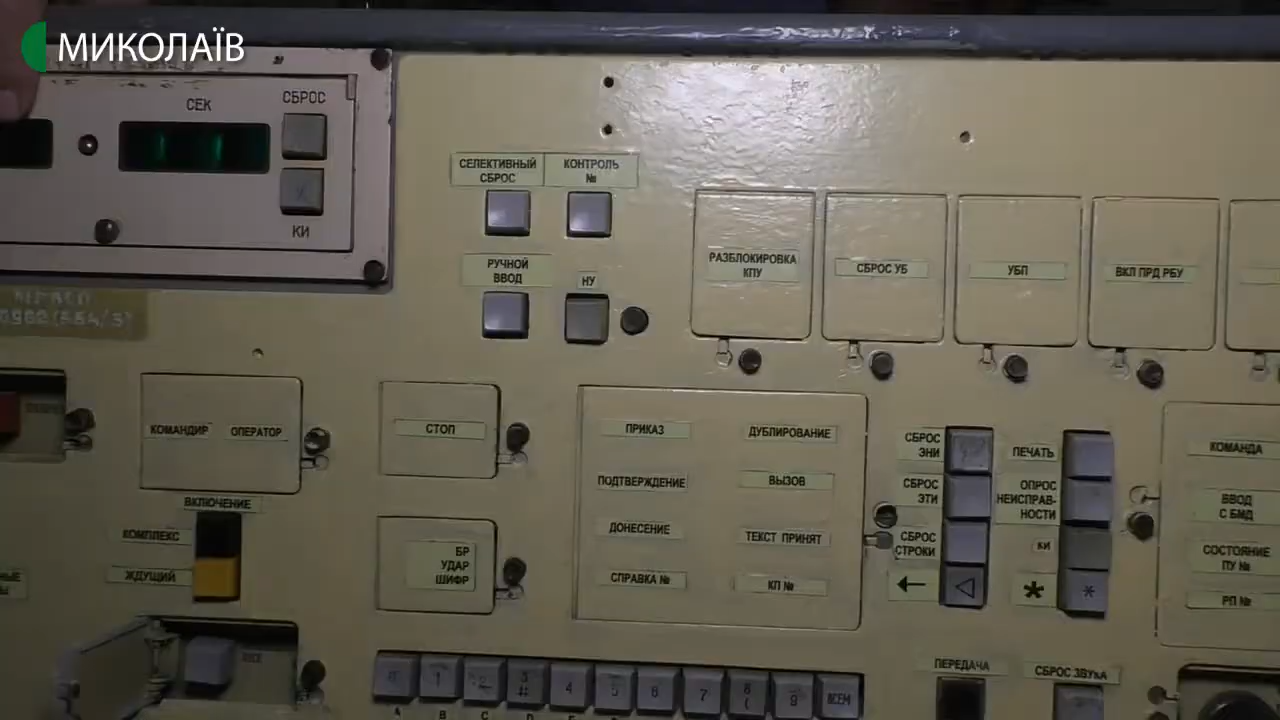 МИКОЛАЇВ
СЕК
СБРОС
КИ
СЕЛЕКТИВНЫЙ
СБРОС
КОНТРОЛЬ
№
РУЧНОЙ
ВВОД
НУ
РАЗБЛОКИРОВКА
КПУ
СБРОС УБ
УБП
ВКЛ ПРД РБУ
КОМАНДИР
ОПЕРАТОР
СТОП
ВКЛЮЧЕНИЕ
КОМПЛЕКС
ЖДУЩИЙ
БР
УДАР
ШИФР
ПРИКАЗ
ДУБЛИРОВАНИЕ
ПОДТВЕРЖДЕНИЕ
ВЫЗОВ
ДОНЕСЕНИЕ
ТЕКСТ ПРИНЯТ
СПРАВКА №
КП №
СБРОС
ЭНИ
СБРОС
ЭТИ
СБРОС
СТРОКИ
←
ПЕЧАТЬ
ОПРОС
НЕИСПРАВ-
НОСТИ
КИ
*
*
КОМАНДА
ВВОД
С БМД
СОСТОЯНИЕ
ПУ №
РП №
ПЕРЕДАЧА
СБРОС ЗВУКА
1
2
3
#
4
5
6
7
8
(
9
ВСЕМ
A B C D